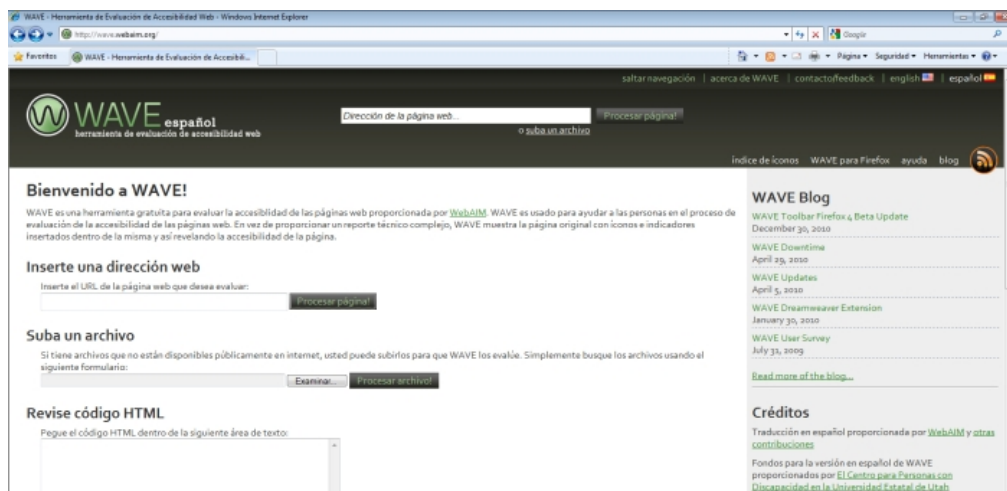 WAVE - Herramienta de Evaluación de Accesibilidad Web - Windows Internet Explorer
http://wave.webaim.org/
Google
Favoritos
WAVE - Herramienta de Evaluación de Accesibili...
Página
Seguridad
Herramientas
saltar navegación | acerca de WAVE | contacto/feedback | english | español
WAVE español
herramienta de evaluación de accesibilidad web
Dirección de la página web...
Procesar página!
o suba un archivo
índice de íconos WAVE para Firefox ayuda blog
Bienvenido a WAVE!
WAVE es una herramienta gratuita para evaluar la accesiblidad de las páginas web proporcionada por WebAIM. WAVE es usado para ayudar a las personas en el proceso de
evaluación de la accesibilidad de las páginas web. En vez de proporcionar un reporte técnico complejo, WAVE muestra la página original con íconos e indicadores
insertados dentro de la misma y así revelando la accesibilidad de la página.
Inserte una dirección web
Inserte el URL de la página web que desea evaluar:
Procesar página!
Suba un archivo
Si tiene archivos que no están disponibles públicamente en internet, usted puede subirlos para que WAVE los evalúe. Simplemente busque los archivos usando el
siguiente formulario:
Examinar...
Procesar archivo!
Revise código HTML
Pegue el código HTML dentro de la siguiente área de texto:
WAVE Blog
WAVE Toolbar Firefox 4 Beta Update
December 30, 2010
WAVE Downtime
April 29, 2010
WAVE Updates
April 5, 2010
WAVE Dreamweaver Extension
January 30, 2010
WAVE User Survey
July 31, 2009
Read more of the blog...
Créditos
Traducción en español proporcionada por WebAIM y otras
contribuciones
Fondos para la versión en español de WAVE
proporcionados por El Centro para Personas con
Discapacidad en la Universidad Estatal de Utah